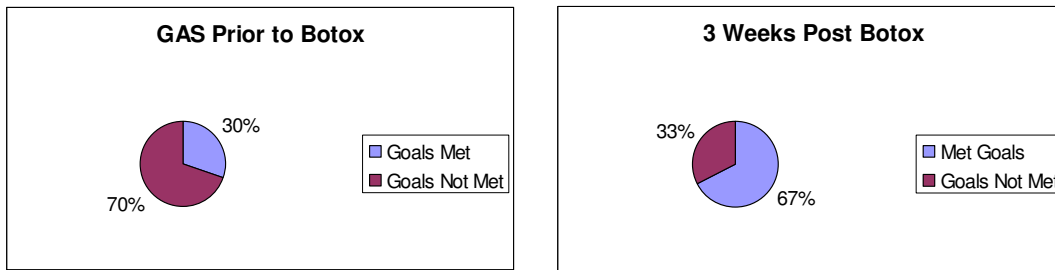 GAS Prior to Botox
30%
70%
Goals Met
Goals Not Met
3 Weeks Post Botox
33%
67%
Met Goals
Goals Not Met